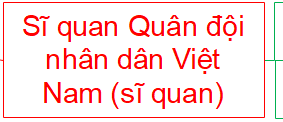 Sĩ quan Quân đội
nhân dân Việt
Nam (sĩ quan)